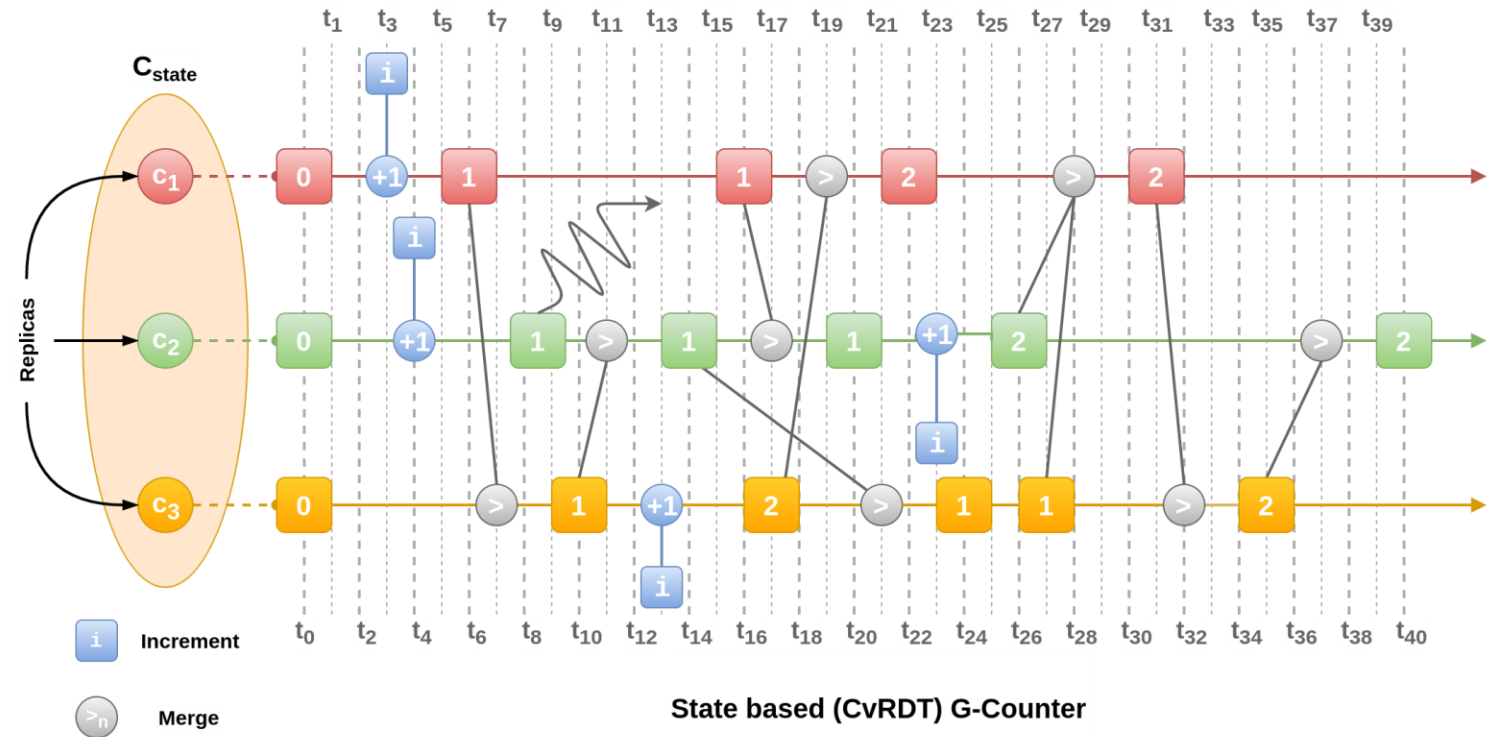 t1 t3 t5 t7 t9 t11 t13 t15 t17 t19 t21 t23 t25 t27 t29 t31 t33 t35 t37 t39
Cstate
i
c1 0 +1 1 1 > 2 > 2
i
Replicas
c2 0 +1 1 > 1 > 1 +1 2 > 2
i
c3 0 > 1 +1 2 > 1 1 > 2
i
t0 t2 t4 t6 t8 t10 t12 t14 t16 t18 t20 t22 t24 t26 t28 t30 t32 t34 t36 t38 t40
i Increment
>n Merge
State based (CvRDT) G-Counter